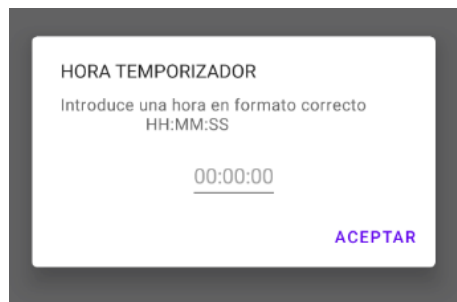 HORA TEMPORIZADOR
Introduce una hora en formato correcto
HH:MM:SS
00:00:00
ACEPTAR